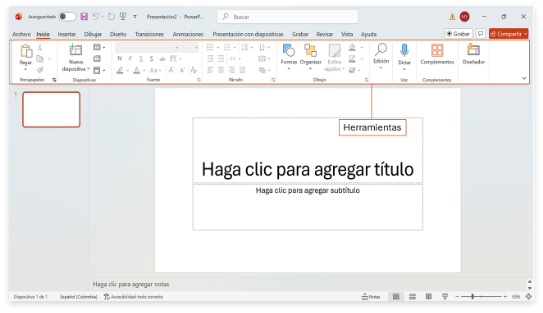 Autoguardado
Presentación2 - PowerP...
Buscar
MV
Archivo Inicio Insertar Dibujar Diseño Transiciones Animaciones Presentación con diapositivas Grabar Revisar Vista Ayuda
Grabar
Compartir
Pegar
Nueva diapositiva
N K S
Aa
Formas Organizar Estilos rápidos
Edición
Dictar
Complementos
Diseñador
Portapapeles
Diapositivas
Fuente
Párrafo
Dibujo
Voz
Complementos
Herramientas
1
Haga clic para agregar título
Haga clic para agregar subtítulo
Haga clic para agregar notas
Diapositiva 1 de 1 Español (Colombia) Accesibilidad: todo correcto
Notas
59%